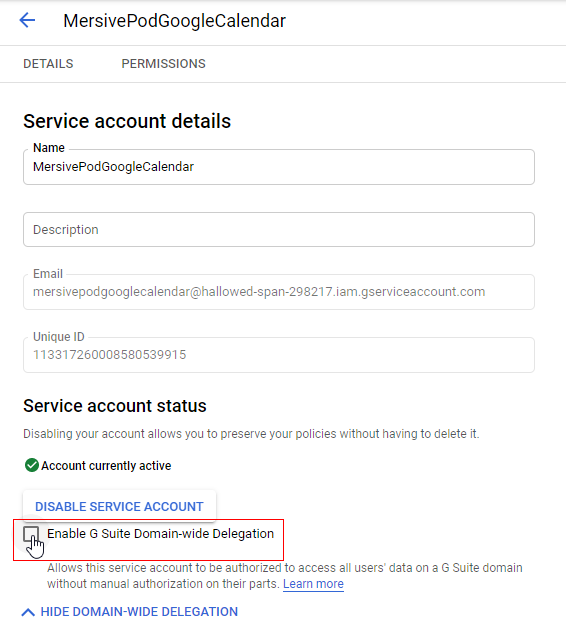 MersivePodGoogleCalendar
DETAILS PERMISSIONS
Service account details
Name
MersivePodGoogleCalendar
Description
Email
mersivepodgooglecalendar@hallowed-span-298217.iam.gserviceaccount.com
Unique ID
113317260008580539915
Service account status
Disabling your account allows you to preserve your policies without having to delete it.
Account currently active
DISABLE SERVICE ACCOUNT
Enable G Suite Domain-wide Delegation
Allows this service account to be authorized to access all users' data on a G Suite domain
without manual authorization on their parts. Learn more
HIDE DOMAIN-WIDE DELEGATION